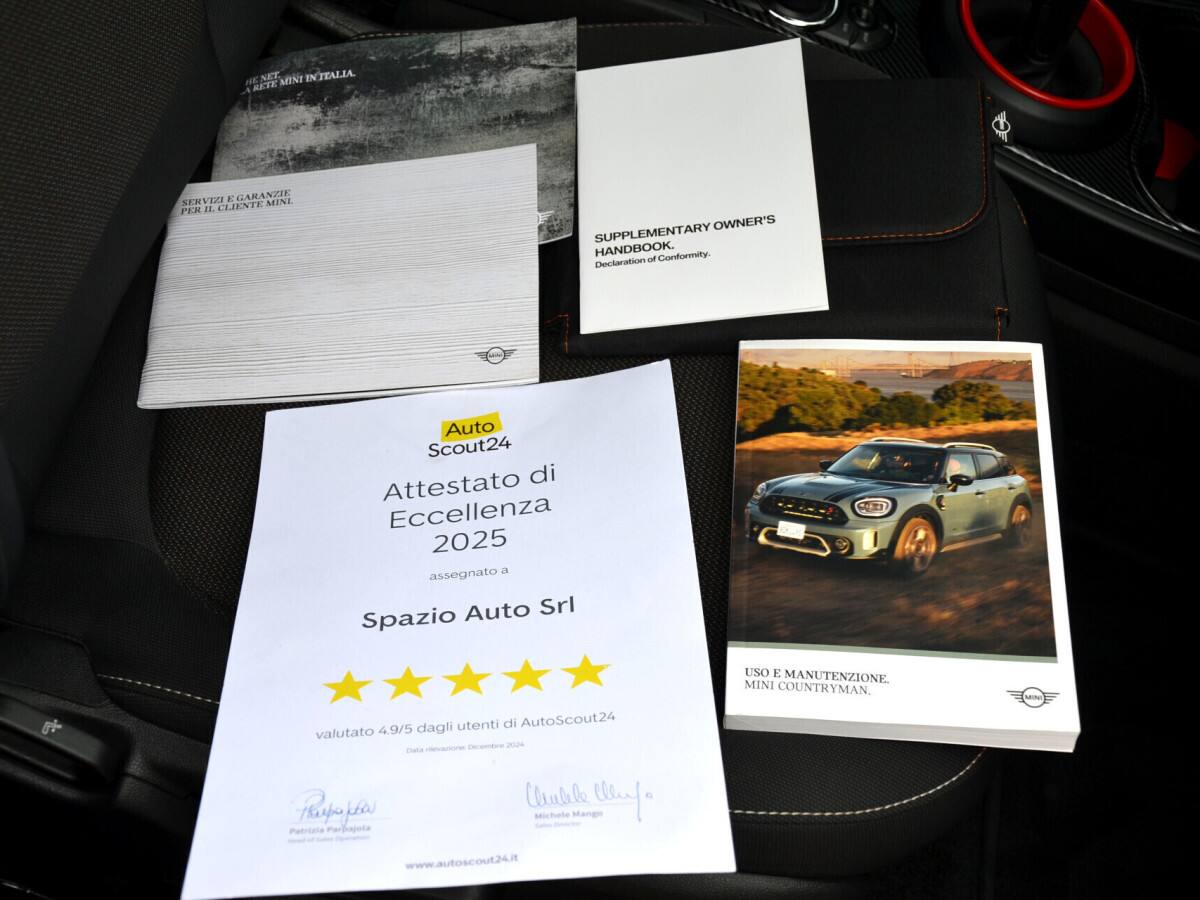 HE NET.
A RETE MINI IN ITALIA.
SERVIZI E GARANZIE
PER IL CLIENTE MINI.
MINI
SUPPLEMENTARY OWNER'S
HANDBOOK.
Declaration of Conformity.
Auto
Scout24
Attestato di
Eccellenza
2025
assegnato a
Spazio Auto Srl
valutato 4.9/5 dagli utenti di AutoScout24
Data rilevazione: Dicembre 2024
Patrizia Parpajola
Head of Sales Operation
Michele Mango
Sales Director
www.autoscout24.it
USO E MANUTENZIONE.
MINI COUNTRYMAN.
MINI